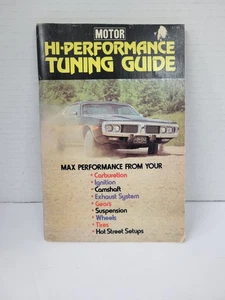 MOTOR
HI-PERFORMANCE
TUNING GUIDE
MAX PERFORMANCE FROM YOUR
• Carburetion
• Ignition
• Camshaft
• Exhaust System
• Gears
• Suspension
• Wheels
• Tires
• Hot Street Setups